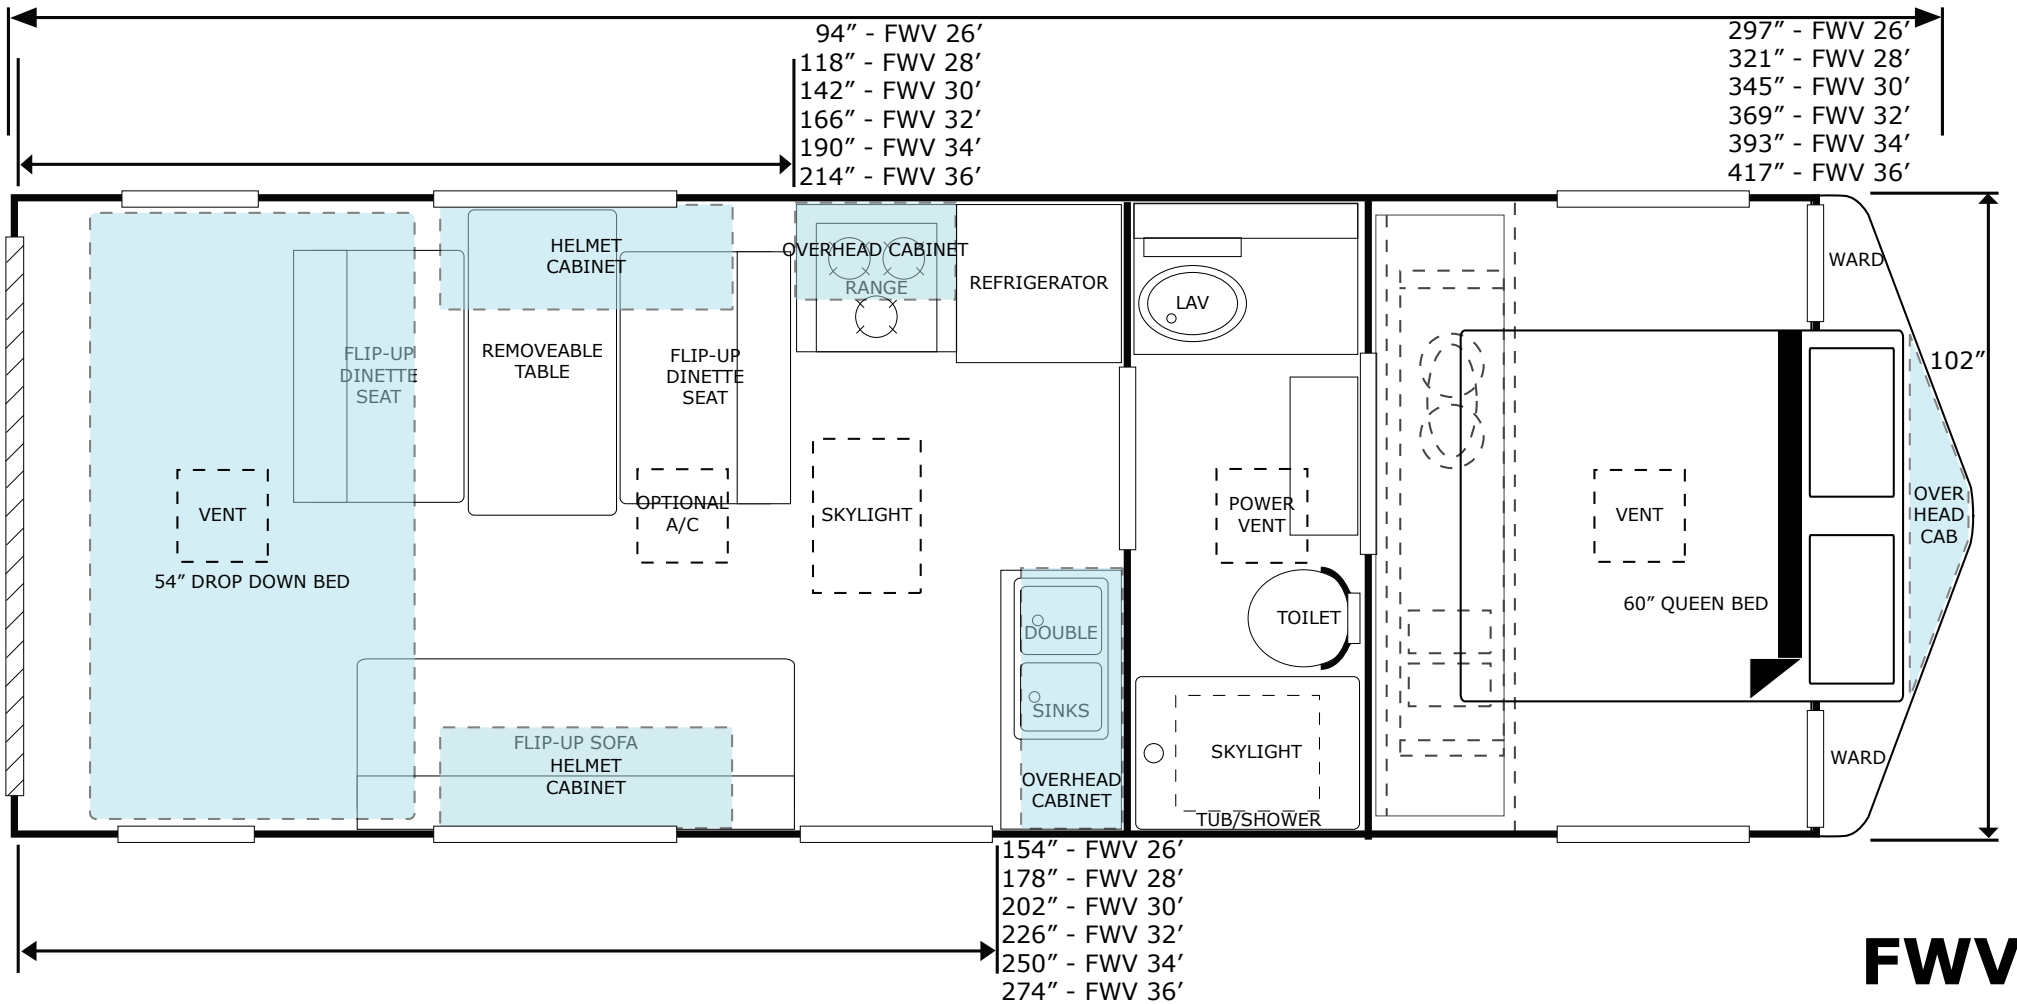 94” - FWV 26’
118” - FWV 28’
142” - FWV 30’
166” - FWV 32’
190” - FWV 34’
214” - FWV 36’
297” - FWV 26’
321” - FWV 28’
345” - FWV 30’
369” - FWV 32’
393” - FWV 34’
417” - FWV 36’
HELMET
CABINET
OVERHEAD CABINET
RANGE
REFRIGERATOR
LAV
WARD
FLIP-UP
DINETTE
SEAT
REMOVEABLE
TABLE
FLIP-UP
DINETTE
SEAT
102”
VENT
OPTIONAL
A/C
SKYLIGHT
POWER
VENT
VENT
OVER
HEAD
CAB
54” DROP DOWN BED
60” QUEEN BED
TOILET
DOUBLE
SINKS
FLIP-UP SOFA
HELMET
CABINET
OVERHEAD
CABINET
SKYLIGHT
TUB/SHOWER
WARD
154” - FWV 26’
178” - FWV 28’
202” - FWV 30’
226” - FWV 32’
250” - FWV 34’
274” - FWV 36’
FWV